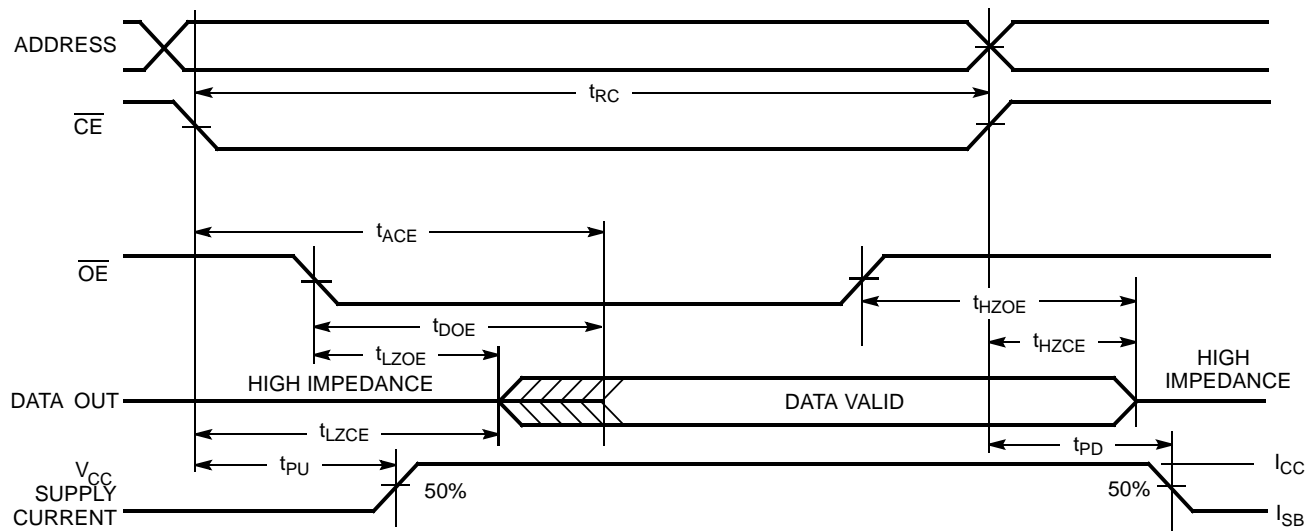 ADDRESS
tRC
CE
tACE
OE
tHZOE
tDOE
tHZCE
tLZOE
HIGH
IMPEDANCE
HIGH IMPEDANCE
DATA OUT
DATA VALID
tLZCE
tPD
tPU
VCC
SUPPLY
CURRENT
50%
50%
ICC
ISB